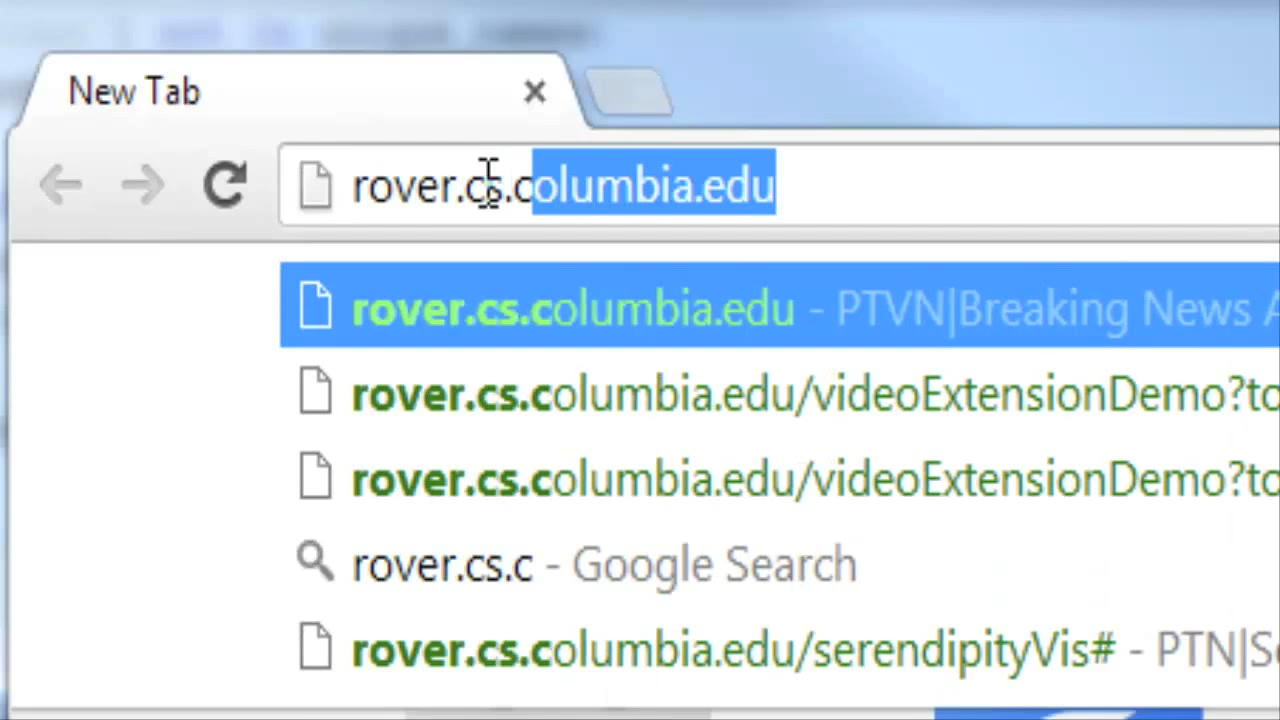 New Tab
rover.cs.columbia.edu
rover.cs.columbia.edu - PTVN|Breaking News A
rover.cs.columbia.edu/videoExtensionDemo?to
rover.cs.columbia.edu/videoExtensionDemo?to
rover.cs.c - Google Search
rover.cs.columbia.edu/serendipityVis# - PTN|Se